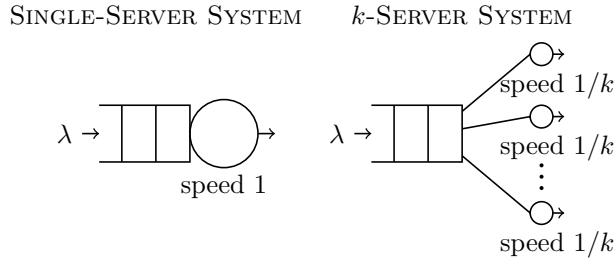 SINGLE-SERVER SYSTEM
k-SERVER SYSTEM
λ
speed 1
λ
speed 1/k
speed 1/k
speed 1/k